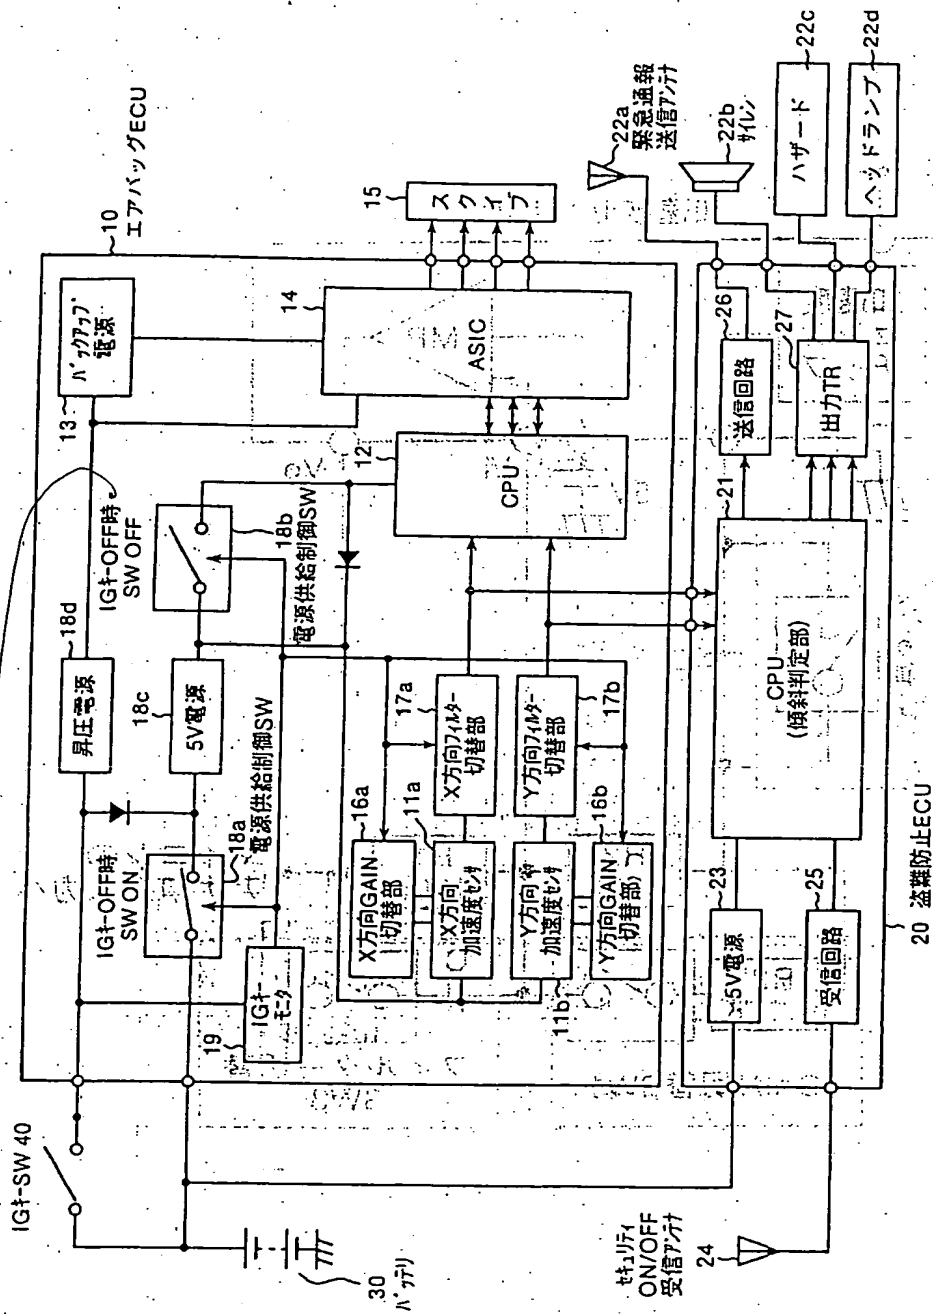 IGキ-SW 40
30
バッテリ
10
エアバッグECU
13
バックアップ
電源
18d
昇圧電源
IGキ-OFF時
SW OFF
18b
電源供給制御SW
18c
5V電源
IGキ-OFF時
SW ON
18a
電源供給制御SW
19
IGキー
モニタ
14
ASIC
15
スクイブ
12
CPU
16a
X方向GAIN
切替部
11a
X方向
加速度センサ
17a
X方向フィルター
切替部
Y方向
加速度センサ
11b
Y方向フィルター
切替部
17b
16b
Y方向GAIN
切替部
22a
緊急通報
送信アンテナ
22b
サイレン
22c
ハザード
22d
ヘッドランプ
26
送信回路
27
出力TR
21
CPU
(傾斜判定部)
23
5V電源
25
受信回路
20 盗難防止ECU
セキュリティ
ON/OFF
受信アンテナ
24